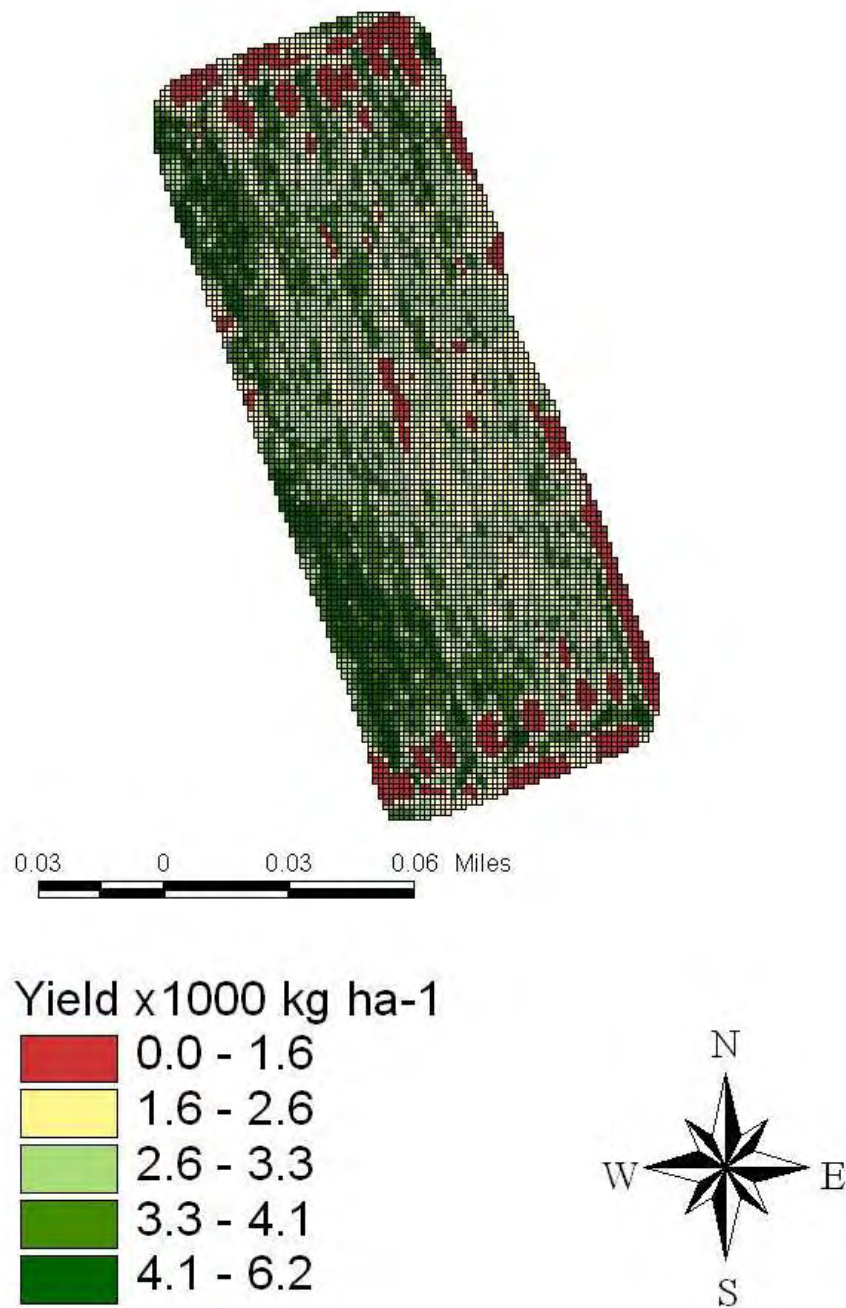 0.03 0 0.03 0.06 Miles
Yield x1000 kg ha-1
0.0 - 1.6
1.6 - 2.6
2.6 - 3.3
3.3 - 4.1
4.1 - 6.2
N
W E
S